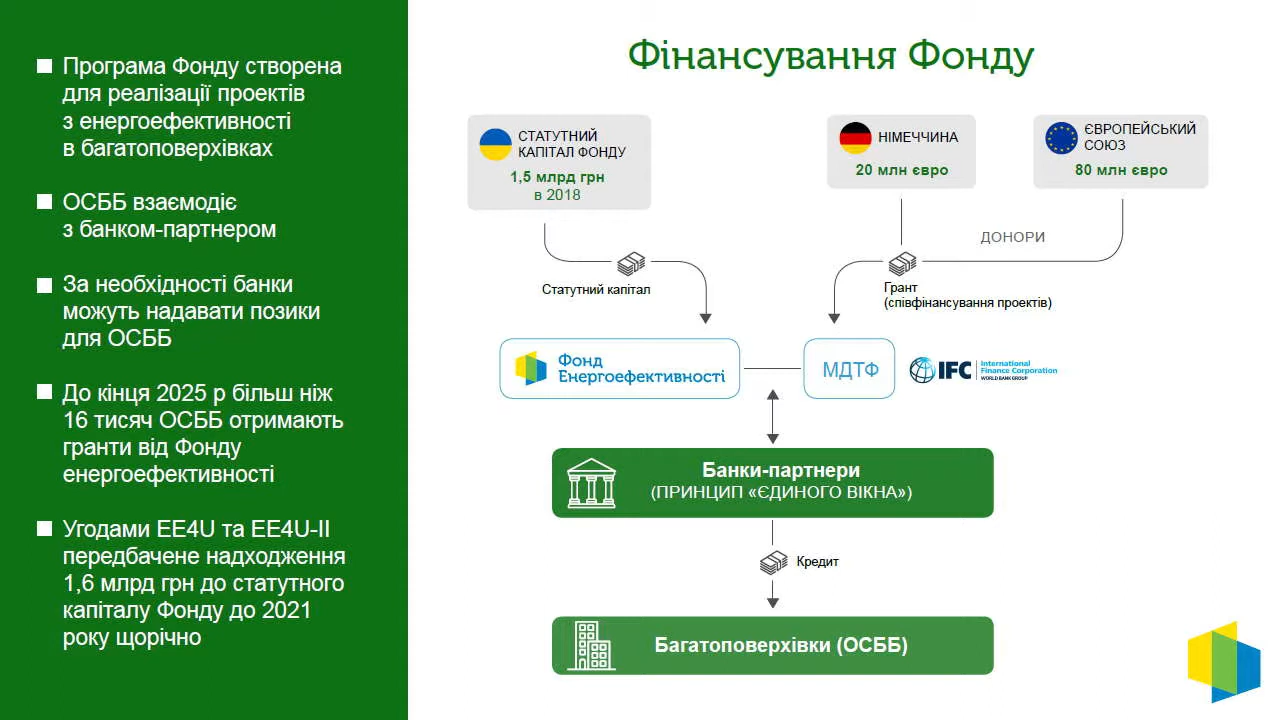 Програма Фонду створена
для реалізації проектів
з енергоефективності
в багатоповерхівках
ОСББ взаємодіє
з банком-партнером
За необхідності банки
можуть надавати позики
для ОСББ
До кінця 2025 р більш ніж
16 тисяч ОСББ отримають
гранти від Фонду
енергоефективності
Угодами EE4U та EE4U-II
передбачене надходження
1,6 млрд грн до статутного
капіталу Фонду до 2021
року щорічно
Фінансування Фонду
СТАТУТНИЙ
КАПІТАЛ ФОНДУ
1,5 млрд грн
в 2018
НІМЕЧЧИНА
20 млн євро
ЄВРОПЕЙСЬКИЙ
СОЮЗ
80 млн євро
ДОНОРИ
Статутний капітал
Грант
(співфінансування проектів)
Фонд
Енергоефективності
МДТФ
IFC
International
Finance Corporation
WORLD BANK GROUP
Банки-партнери
(ПРИНЦИП «ЄДИНОГО ВІКНА»)
Кредит
Багатоповерхівки (ОСББ)